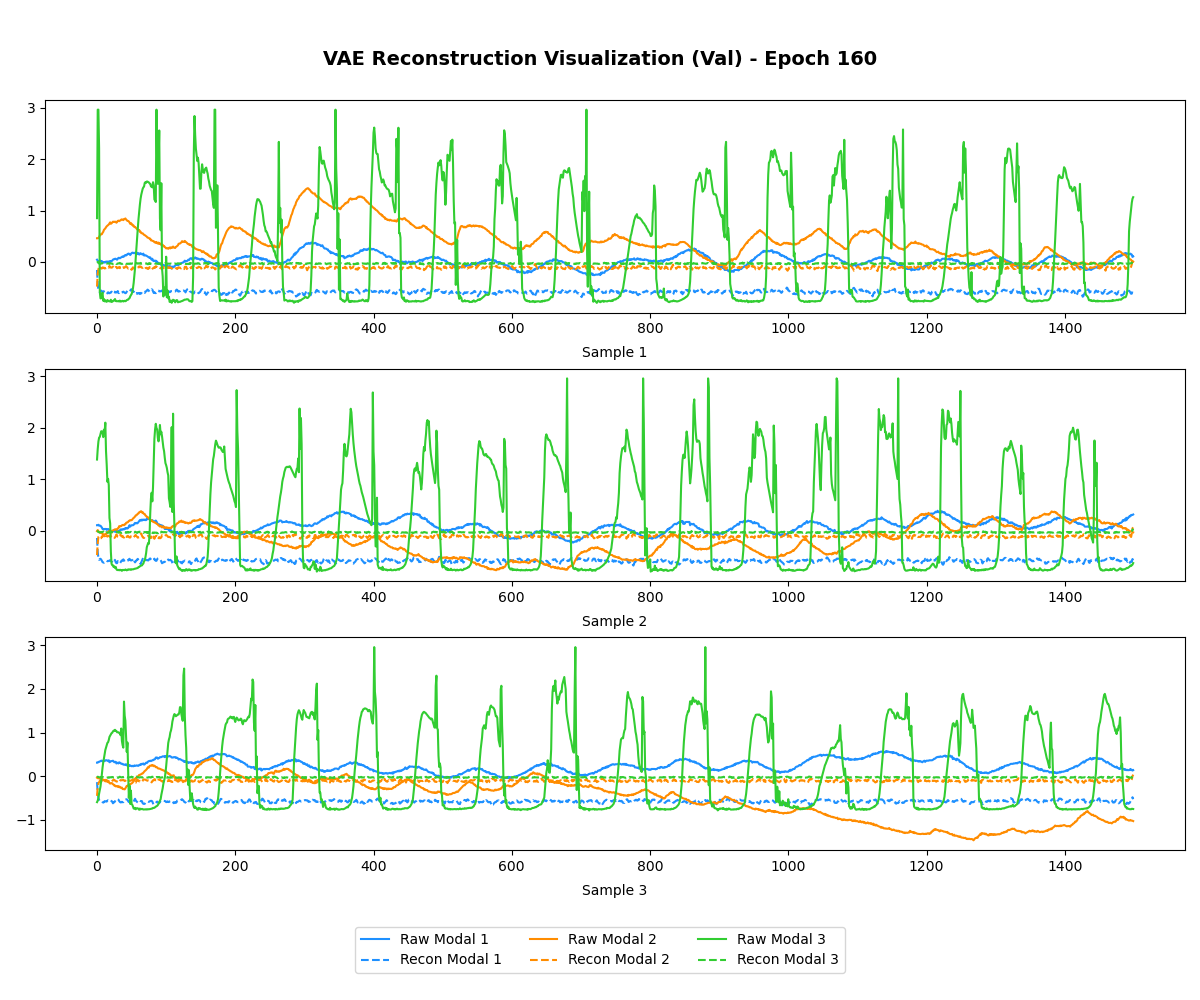 VAE Reconstruction Visualization (Val) - Epoch 160
3
2
1
0
0 200 400 600 800 1000 1200 1400
Sample 1
3
2
1
0
0 200 400 600 800 1000 1200 1400
Sample 2
3
2
1
0
−1
0 200 400 600 800 1000 1200 1400
Sample 3
Raw Modal 1 Raw Modal 2 Raw Modal 3
Recon Modal 1 Recon Modal 2 Recon Modal 3